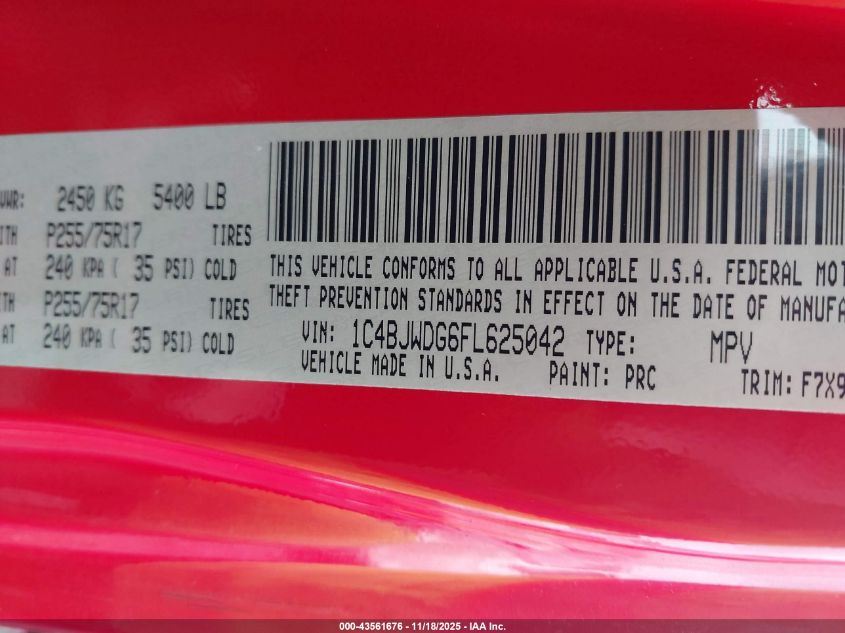 VWR: 2450 KG 5400 LB
ITH P255/75R17 TIRES
AT 240 KPA ( 35 PSI) COLD
ITH P255/75R17 TIRES
AT 240 KPA ( 35 PSI) COLD
THIS VEHICLE CONFORMS TO ALL APPLICABLE U.S.A. FEDERAL MOT
THEFT PREVENTION STANDARDS IN EFFECT ON THE DATE OF MANUFA
VIN: 1C4BJWDG6FL625042 TYPE: MPV
VEHICLE MADE IN U.S.A. PAINT: PRC TRIM: F7X9
000-43561676 - 11/18/2025 - IAA Inc.